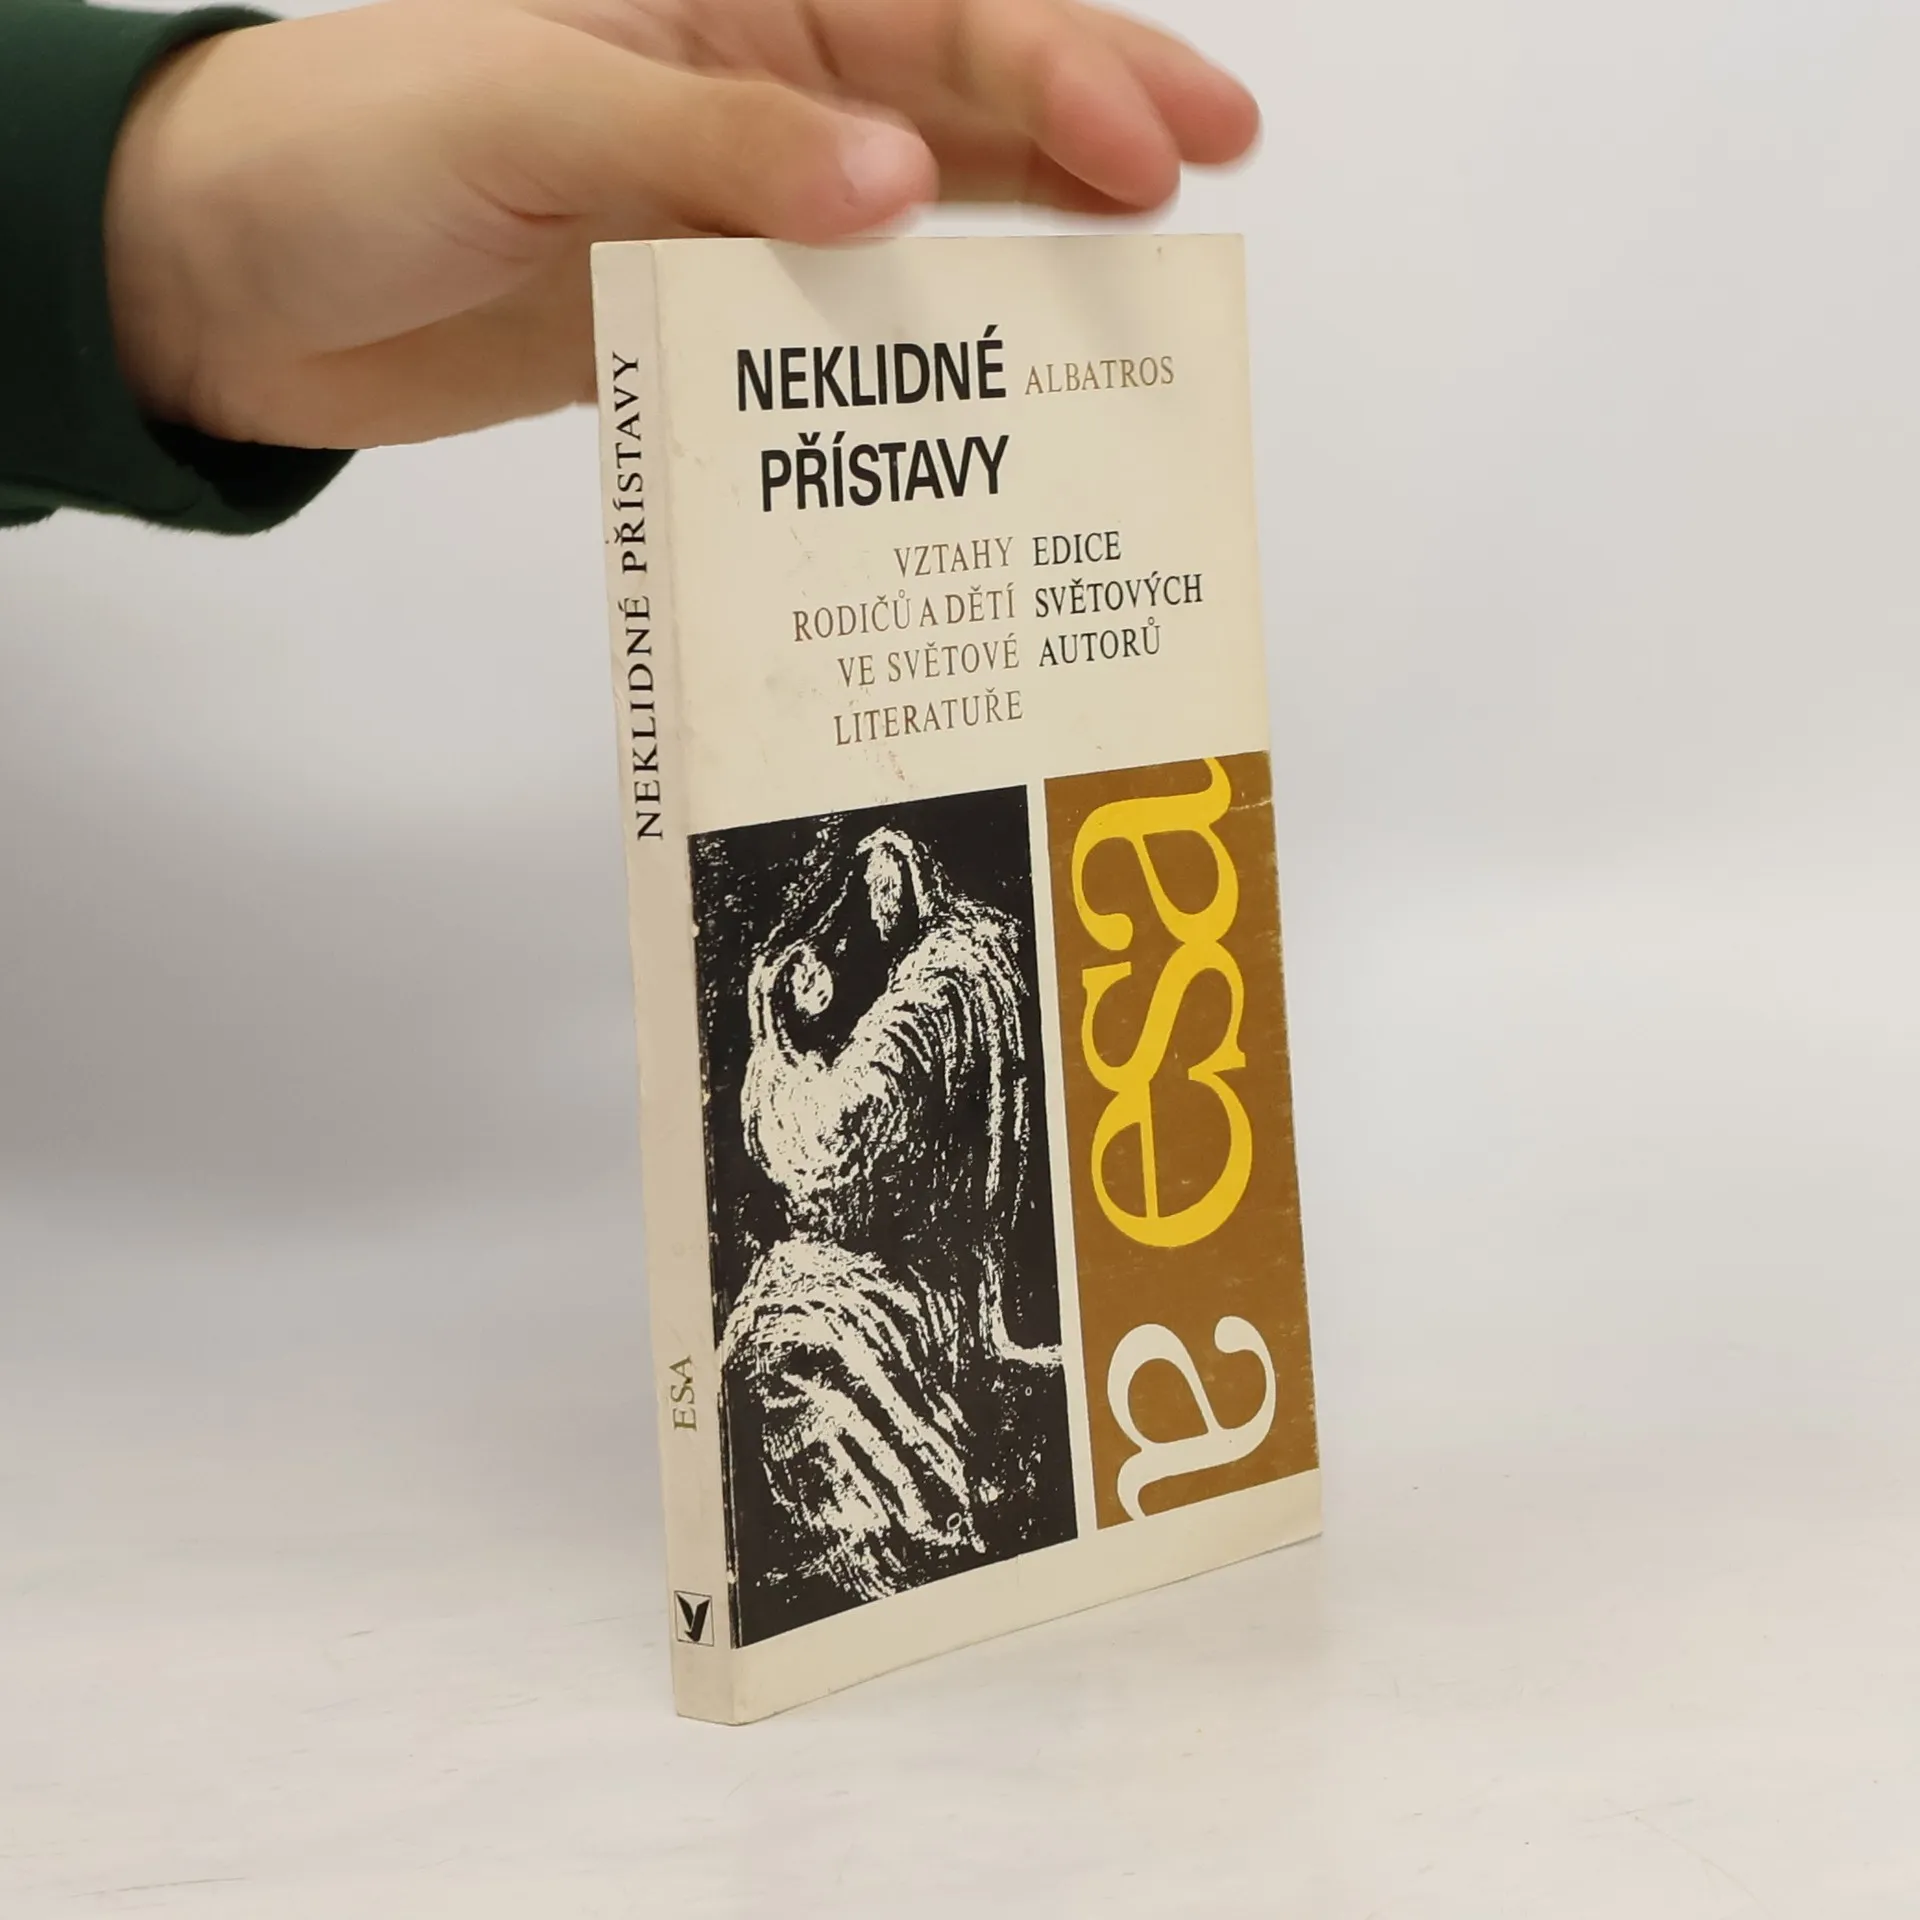 NEKLIDNÉ PŘÍSTAVY
ESA
NEKLIDNÉ
PŘÍSTAVY
ALBATROS
VZTAHY
RODIČŮ A DĚTÍ
VE SVĚTOVÉ
LITERATUŘE
EDICE
SVĚTOVÝCH
AUTORŮ
esa
a